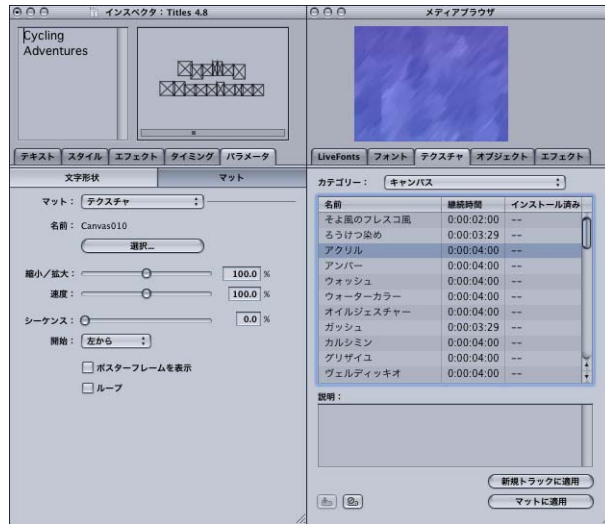 インスペクタ：Titles 4.8
Cycling
Adventures
テキスト スタイル エフェクト タイミング パラメータ
文字形状 マット
マット： テクスチャ
名前： Canvas010
選択...
縮小／拡大： 100.0 %
速度： 100.0 %
シーケンス： 0.0 %
開始： 左から
ポスターフレームを表示
ループ
メディアブラウザ
LiveFonts フォント テクスチャ オブジェクト エフェクト
カテゴリー： キャンバス
名前 継続時間 インストール済み
そよ風のフレスコ風 0:00:02:00 --
ろうけつ染め 0:00:03:29 --
アクリル 0:00:04:00 --
アンバー 0:00:04:00 --
ウォッシュ 0:00:04:00 --
ウォーターカラー 0:00:04:00 --
オイルジェスチャー 0:00:04:00 --
ガッシュ 0:00:03:29 --
カルシミン 0:00:04:00 --
グリザイユ 0:00:04:00 --
ヴェルディッキオ 0:00:04:00 --
説明：
新規トラックに適用
マットに適用